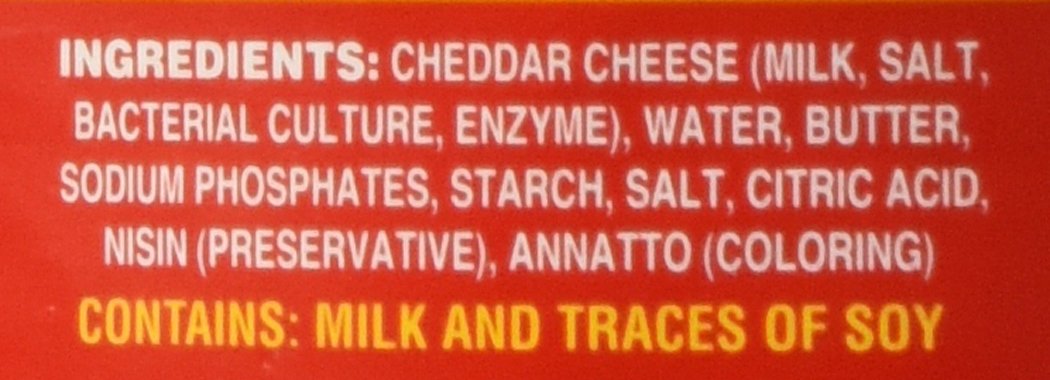 INGREDIENTS: CHEDDAR CHEESE (MILK, SALT,
BACTERIAL CULTURE, ENZYME), WATER, BUTTER,
SODIUM PHOSPHATES, STARCH, SALT, CITRIC ACID,
NISIN (PRESERVATIVE), ANNATTO (COLORING)
CONTAINS: MILK AND TRACES OF SOY